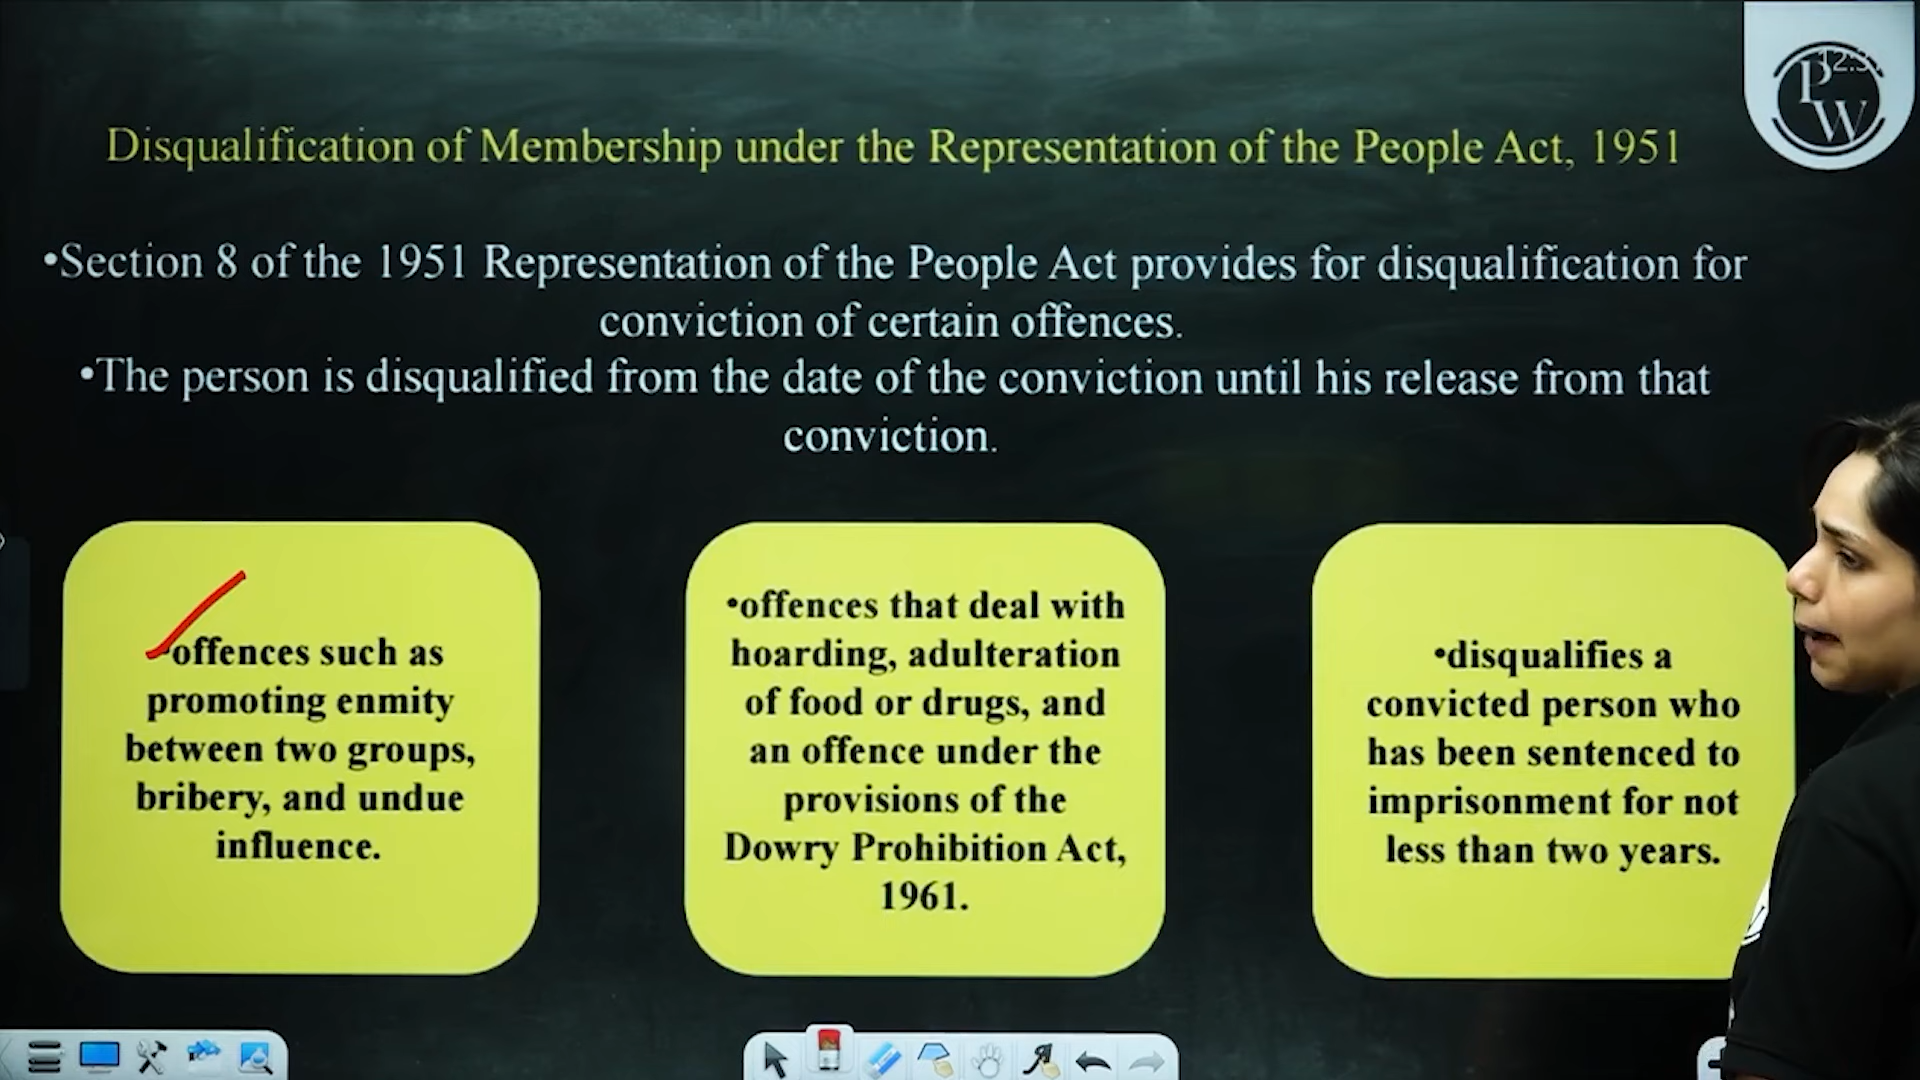 12:5
PW
Disqualification of Membership under the Representation of the People Act, 1951
•Section 8 of the 1951 Representation of the People Act provides for disqualification for
conviction of certain offences.
•The person is disqualified from the date of the conviction until his release from that
conviction.
•offences such as
promoting enmity
between two groups,
bribery, and undue
influence.
•offences that deal with
hoarding, adulteration
of food or drugs, and
an offence under the
provisions of the
Dowry Prohibition Act,
1961.
•disqualifies a
convicted person who
has been sentenced to
imprisonment for not
less than two years.